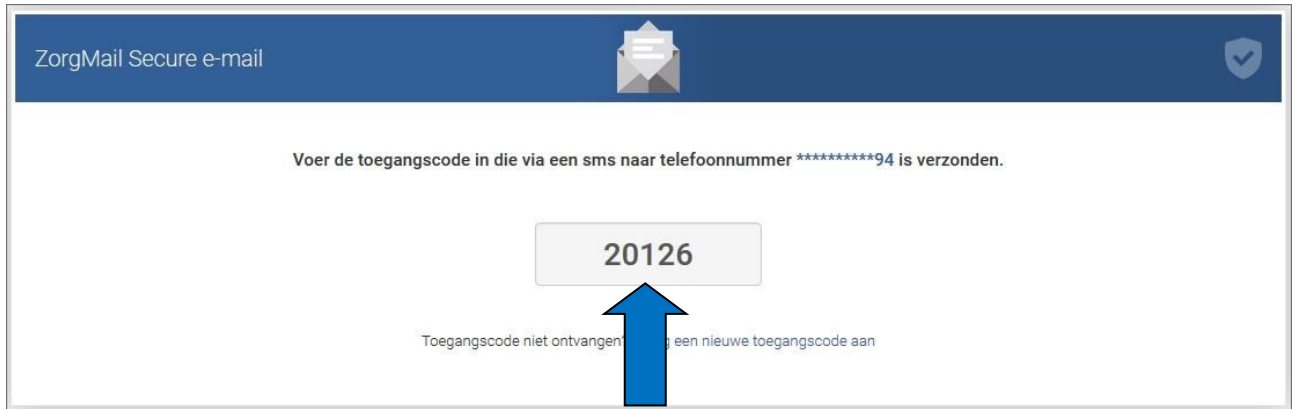 ZorgMail Secure e-mail
Voer de toegangscode in die via een sms naar telefoonnummer **********94 is verzonden.
20126
Toegangscode niet ontvangen een nieuwe toegangscode aan